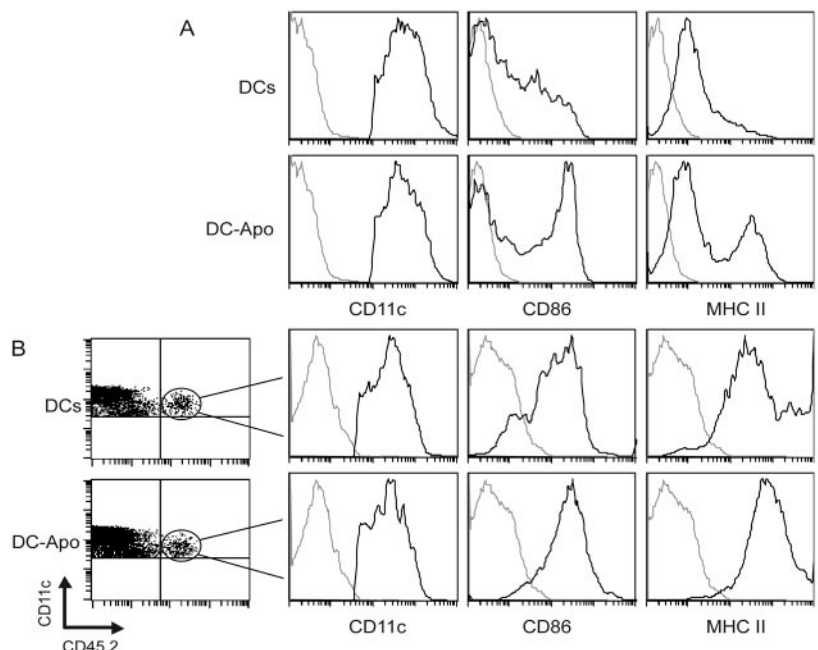 A
DCs
DC-Apo
CD11c CD86 MHC II
B
DCs
DC-Apo
CD11c
CD45.2
CD11c CD86 MHC II